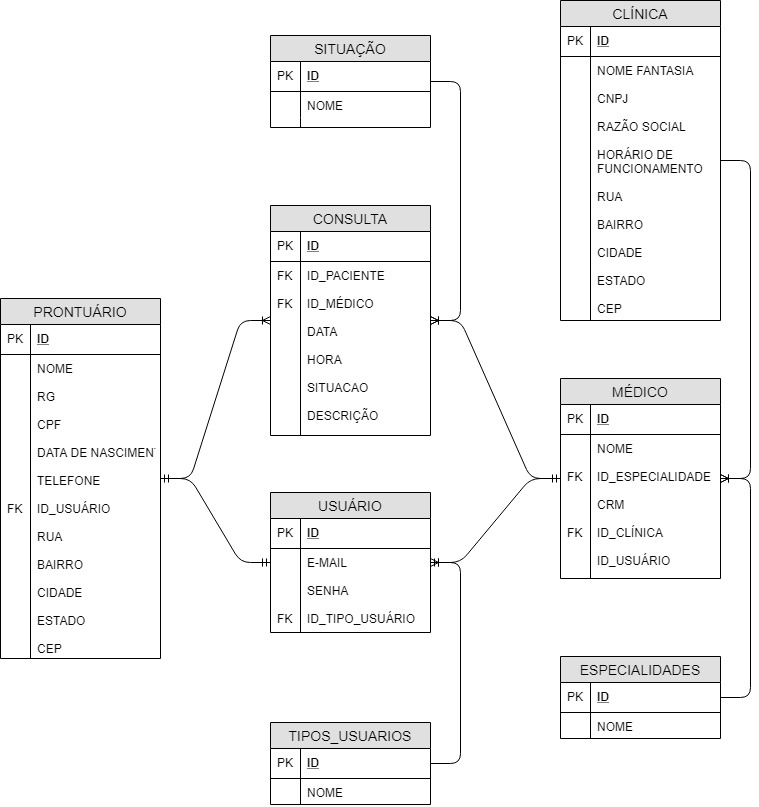 SITUAÇÃO
PK ID
NOME
CLÍNICA
PK ID
NOME FANTASIA
CNPJ
RAZÃO SOCIAL
HORÁRIO DE
FUNCIONAMENTO
RUA
BAIRRO
CIDADE
ESTADO
CEP
CONSULTA
PK ID
FK ID_PACIENTE
FK ID_MÉDICO
DATA
HORA
SITUACAO
DESCRIÇÃO
PRONTUÁRIO
PK ID
NOME
RG
CPF
DATA DE NASCIMEN
TELEFONE
FK ID_USUÁRIO
RUA
BAIRRO
CIDADE
ESTADO
CEP
MÉDICO
PK ID
NOME
FK ID_ESPECIALIDADE
CRM
FK ID_CLÍNICA
ID_USUÁRIO
USUÁRIO
PK ID
E-MAIL
SENHA
FK ID_TIPO_USUÁRIO
ESPECIALIDADES
PK ID
NOME
TIPOS_USUARIOS
PK ID
NOME